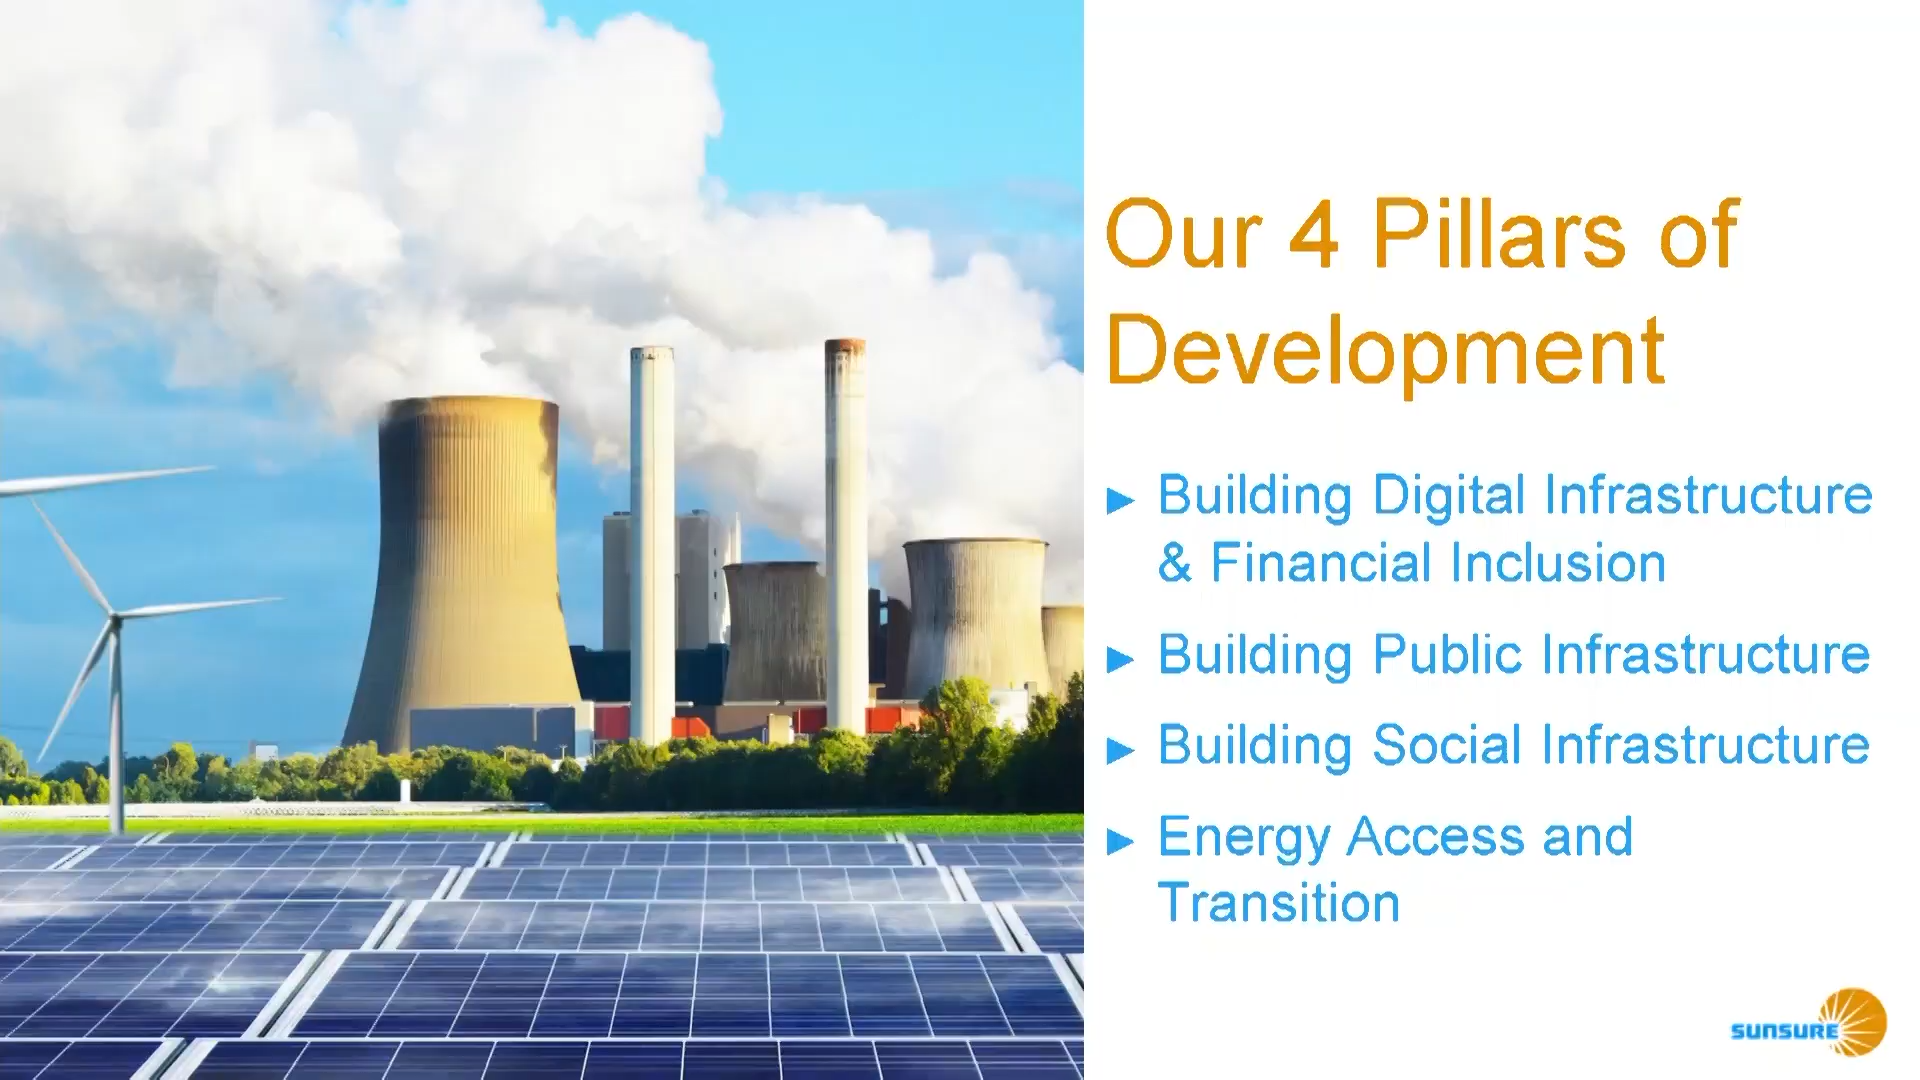 Our 4 Pillars of
Development
► Building Digital Infrastructure
& Financial Inclusion
► Building Public Infrastructure
► Building Social Infrastructure
► Energy Access and
Transition
SUNSURE